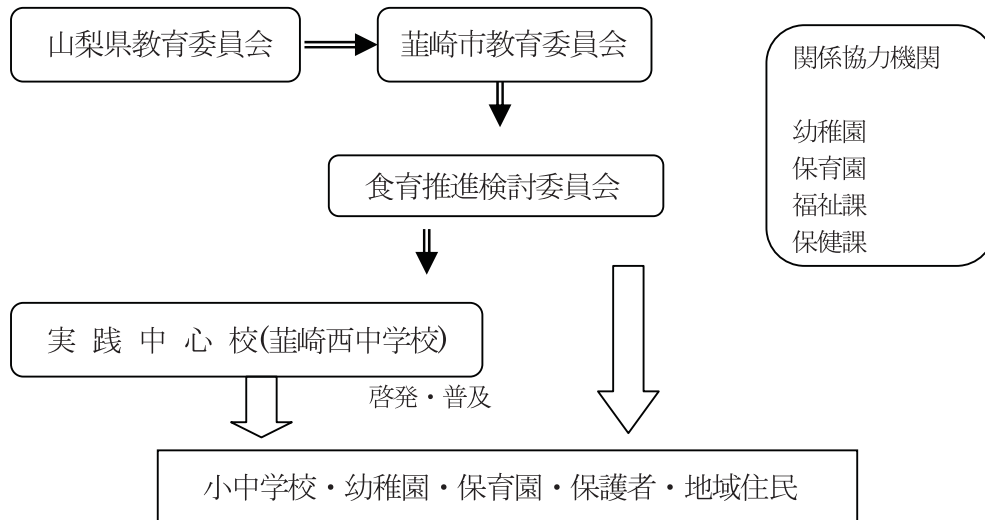 山梨県教育委員会
韮崎市教育委員会
関係協力機関
幼稚園
保育園
福祉課
保健課
食育推進検討委員会
実 践 中 心 校(韮崎西中学校)
啓発・普及
小中学校・幼稚園・保育園・保護者・地域住民